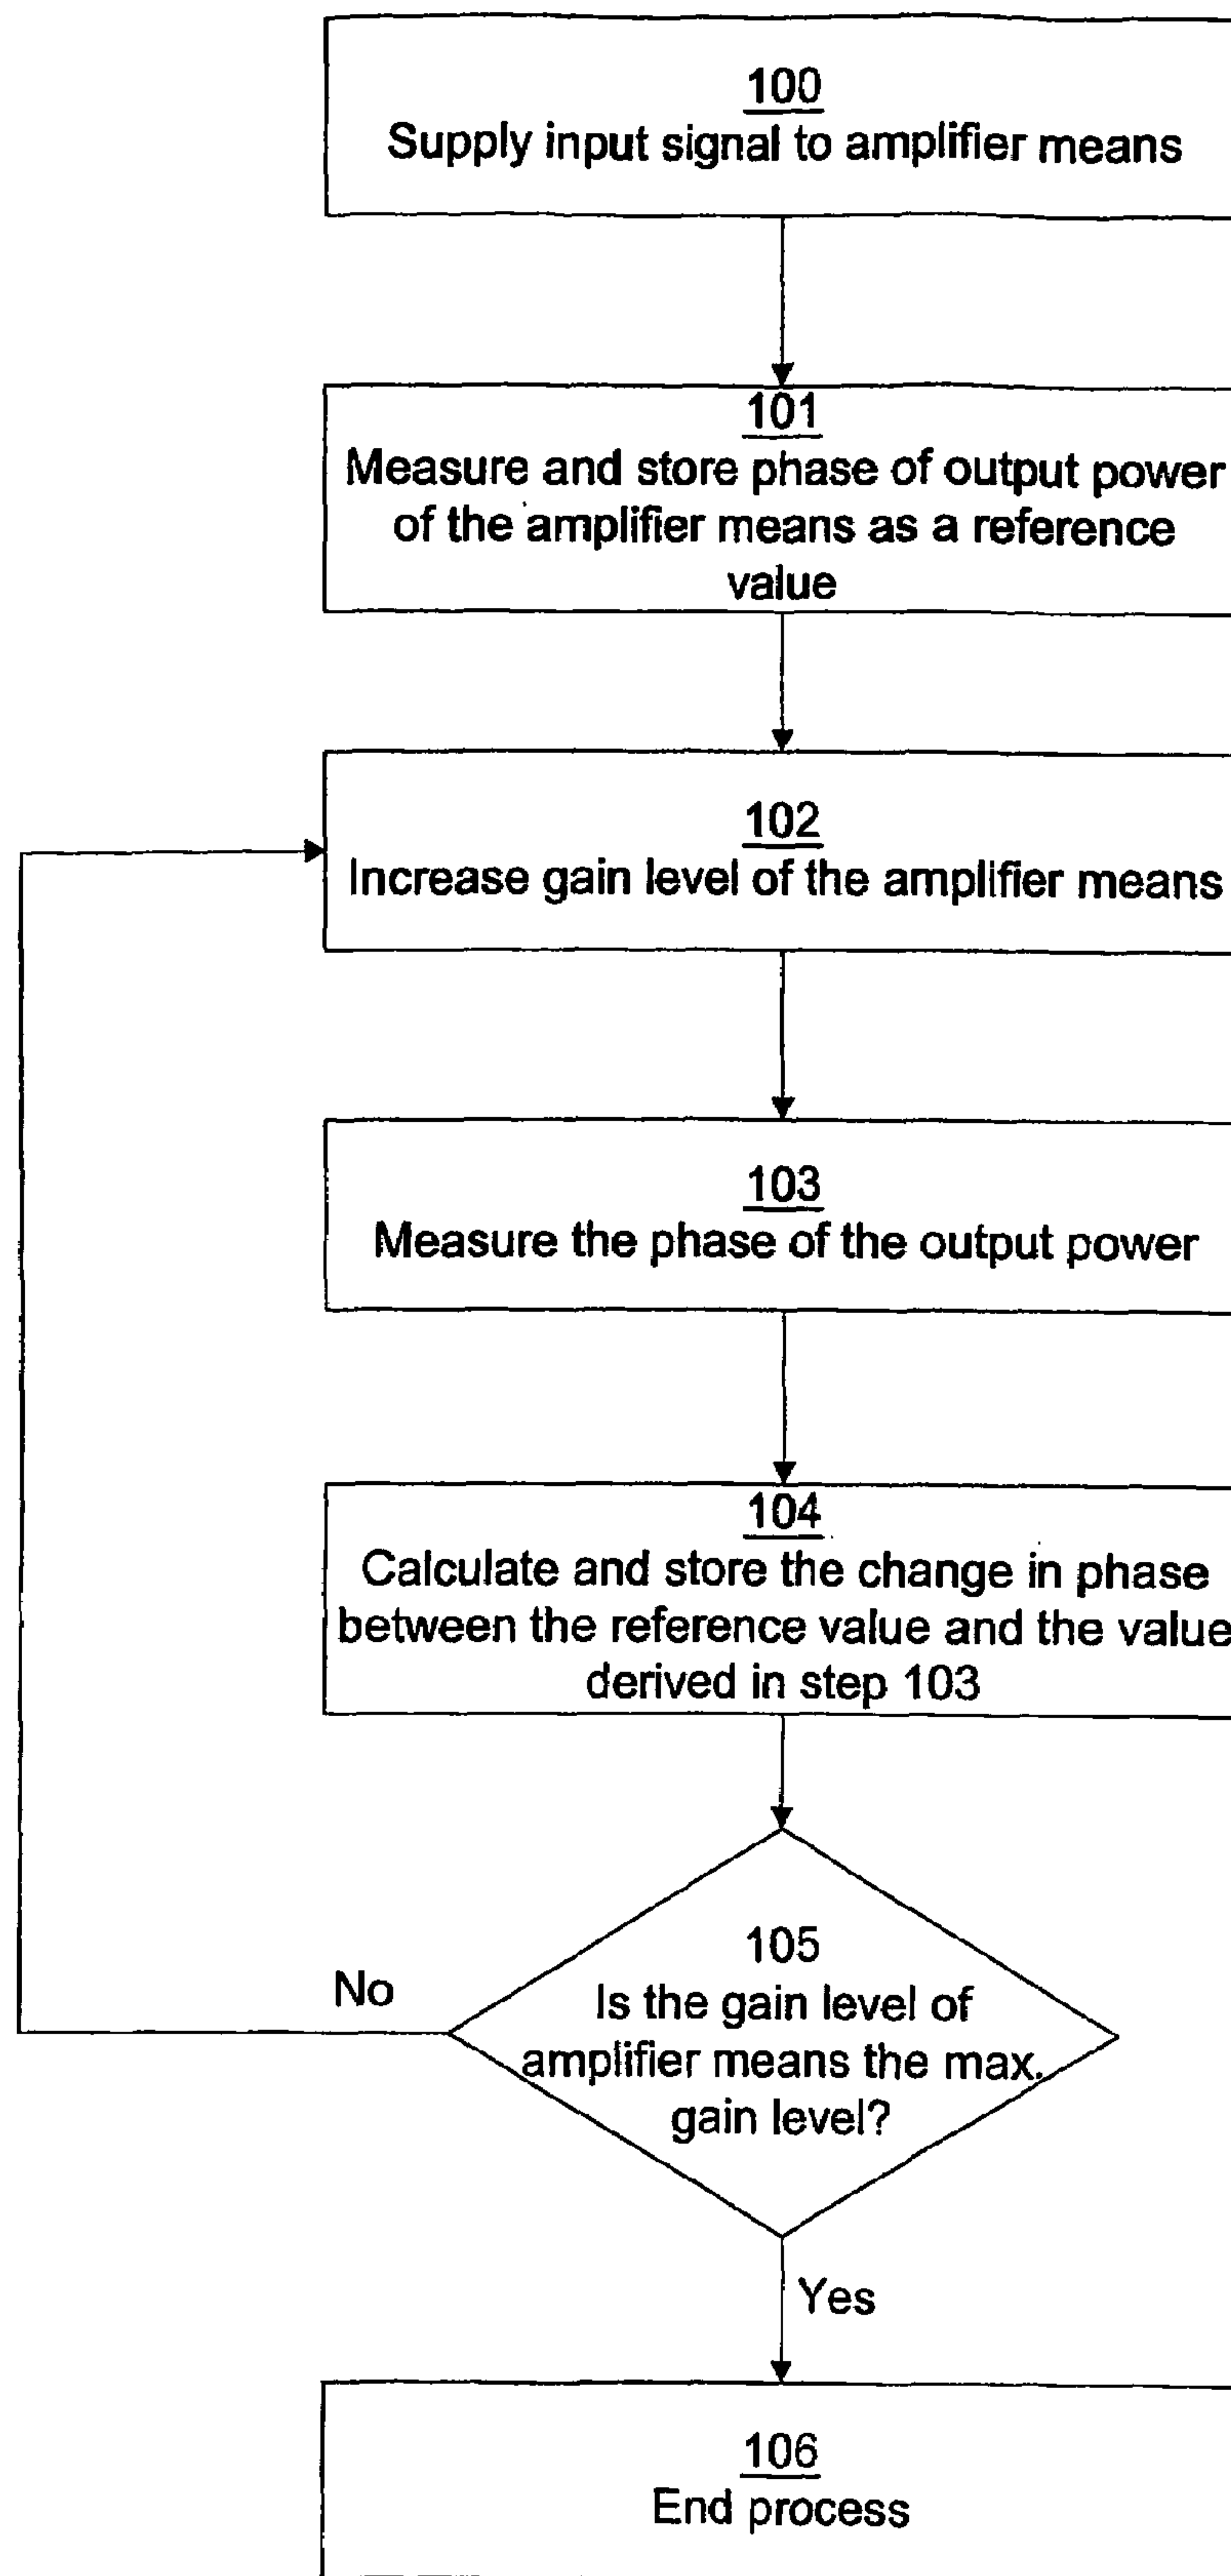 100
Supply input signal to amplifier means
101
Measure and store phase of output power
of the amplifier means as a reference
value
102
Increase gain level of the amplifier means
103
Measure the phase of the output power
104
Calculate and store the change in phase
between the reference value and the value
derived in step 103
105
Is the gain level of
amplifier means the max.
gain level?
No
Yes
106
End process